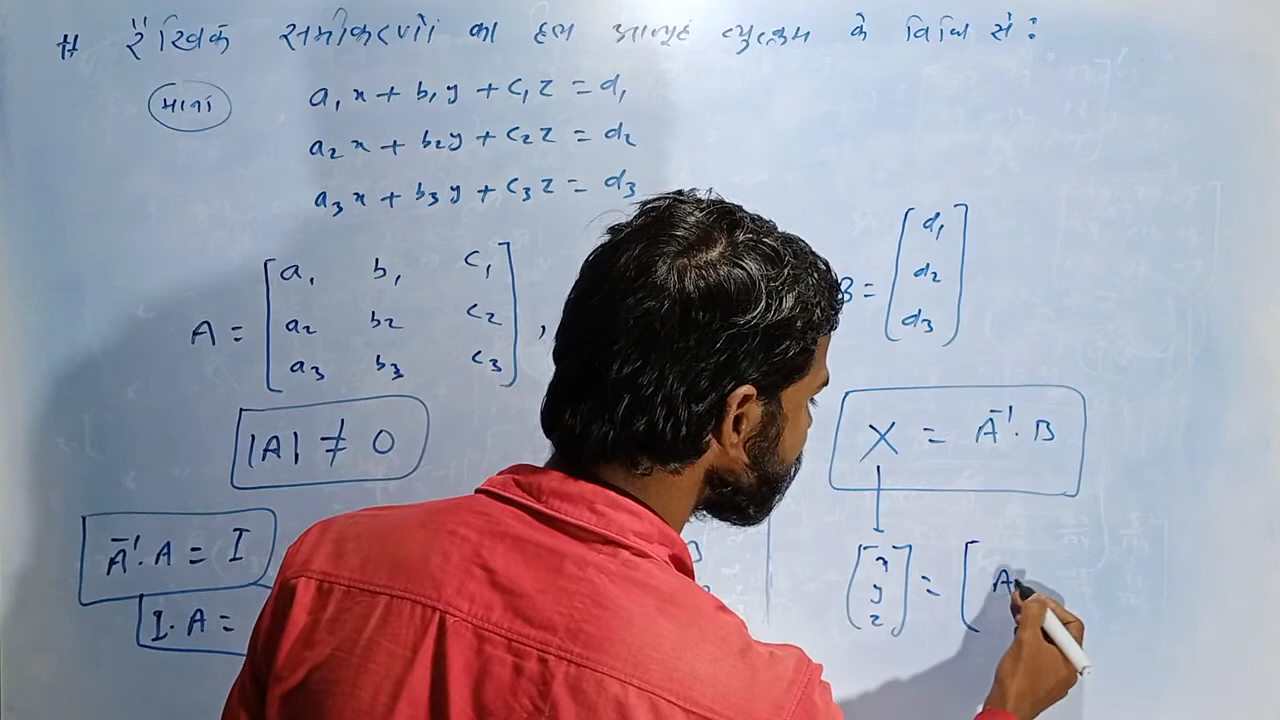 # रैखिक समीकरणों का हल आव्यूह व्युत्क्रम के विधि से :
माना
a₁x + b₁y + c₁z = d₁
a₂x + b₂y + c₂z = d₂
a₃x + b₃y + c₃z = d₃
A = [ a₁ b₁ c₁
a₂ b₂ c₂
a₃ b₃ c₃ ] ,
B = [ d₁
d₂
d₃ ]
|A| ≠ 0
A⁻¹. A = I
I. A =
X = A⁻¹. B
[ x
y
z ] = [ A